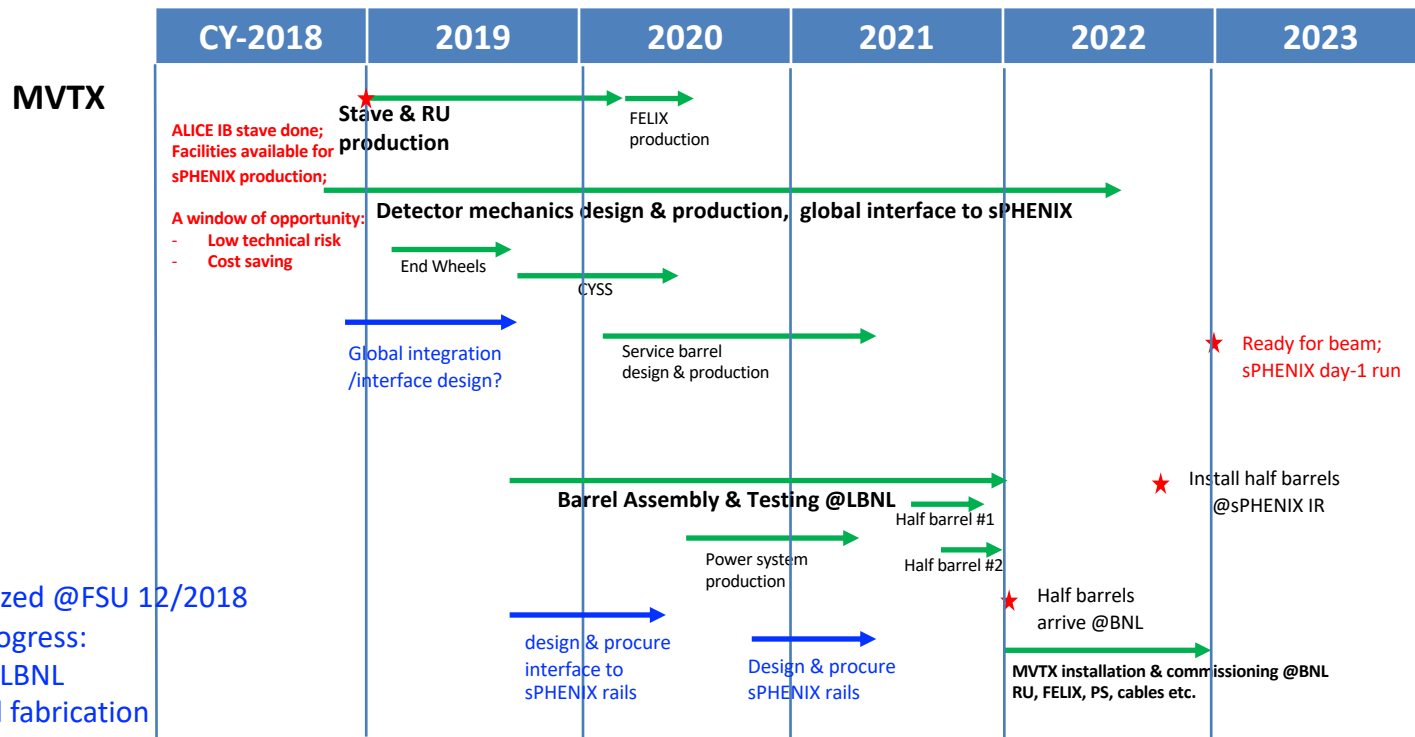 CY-2018 2019 2020 2021 2022 2023
MVTX
Stave & RU
production
FELIX
production
ALICE IB stave done;
Facilities available for
sPHENIX production;
A window of opportunity:
- Low technical risk
- Cost saving
Detector mechanics design & production, global interface to sPHENIX
End Wheels
CYSS
Global integration
/interface design?
Service barrel
design & production
Ready for beam;
sPHENIX day-1 run
Barrel Assembly & Testing @LBNL
Half barrel #1
Install half barrels
@sPHENIX IR
Power system
production
Half barrel #2
Half barrels
arrive @BNL
zed @FSU 12/2018
ogress:
LBNL
fabrication
design & procure
interface to
sPHENIX rails
Design & procure
sPHENIX rails
MVTX installation & commissioning @BNL
RU, FELIX, PS, cables etc.